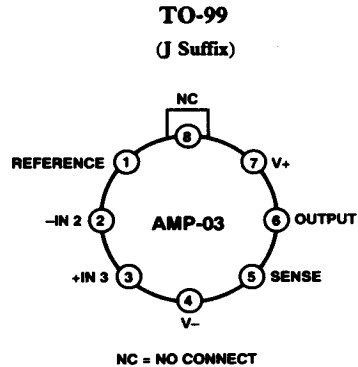 TO-99
(J Suffix)
NC
8
REFERENCE 1
7 V+
–IN 2 2
AMP-03
6 OUTPUT
+IN 3 3
5 SENSE
4
V–
NC = NO CONNECT